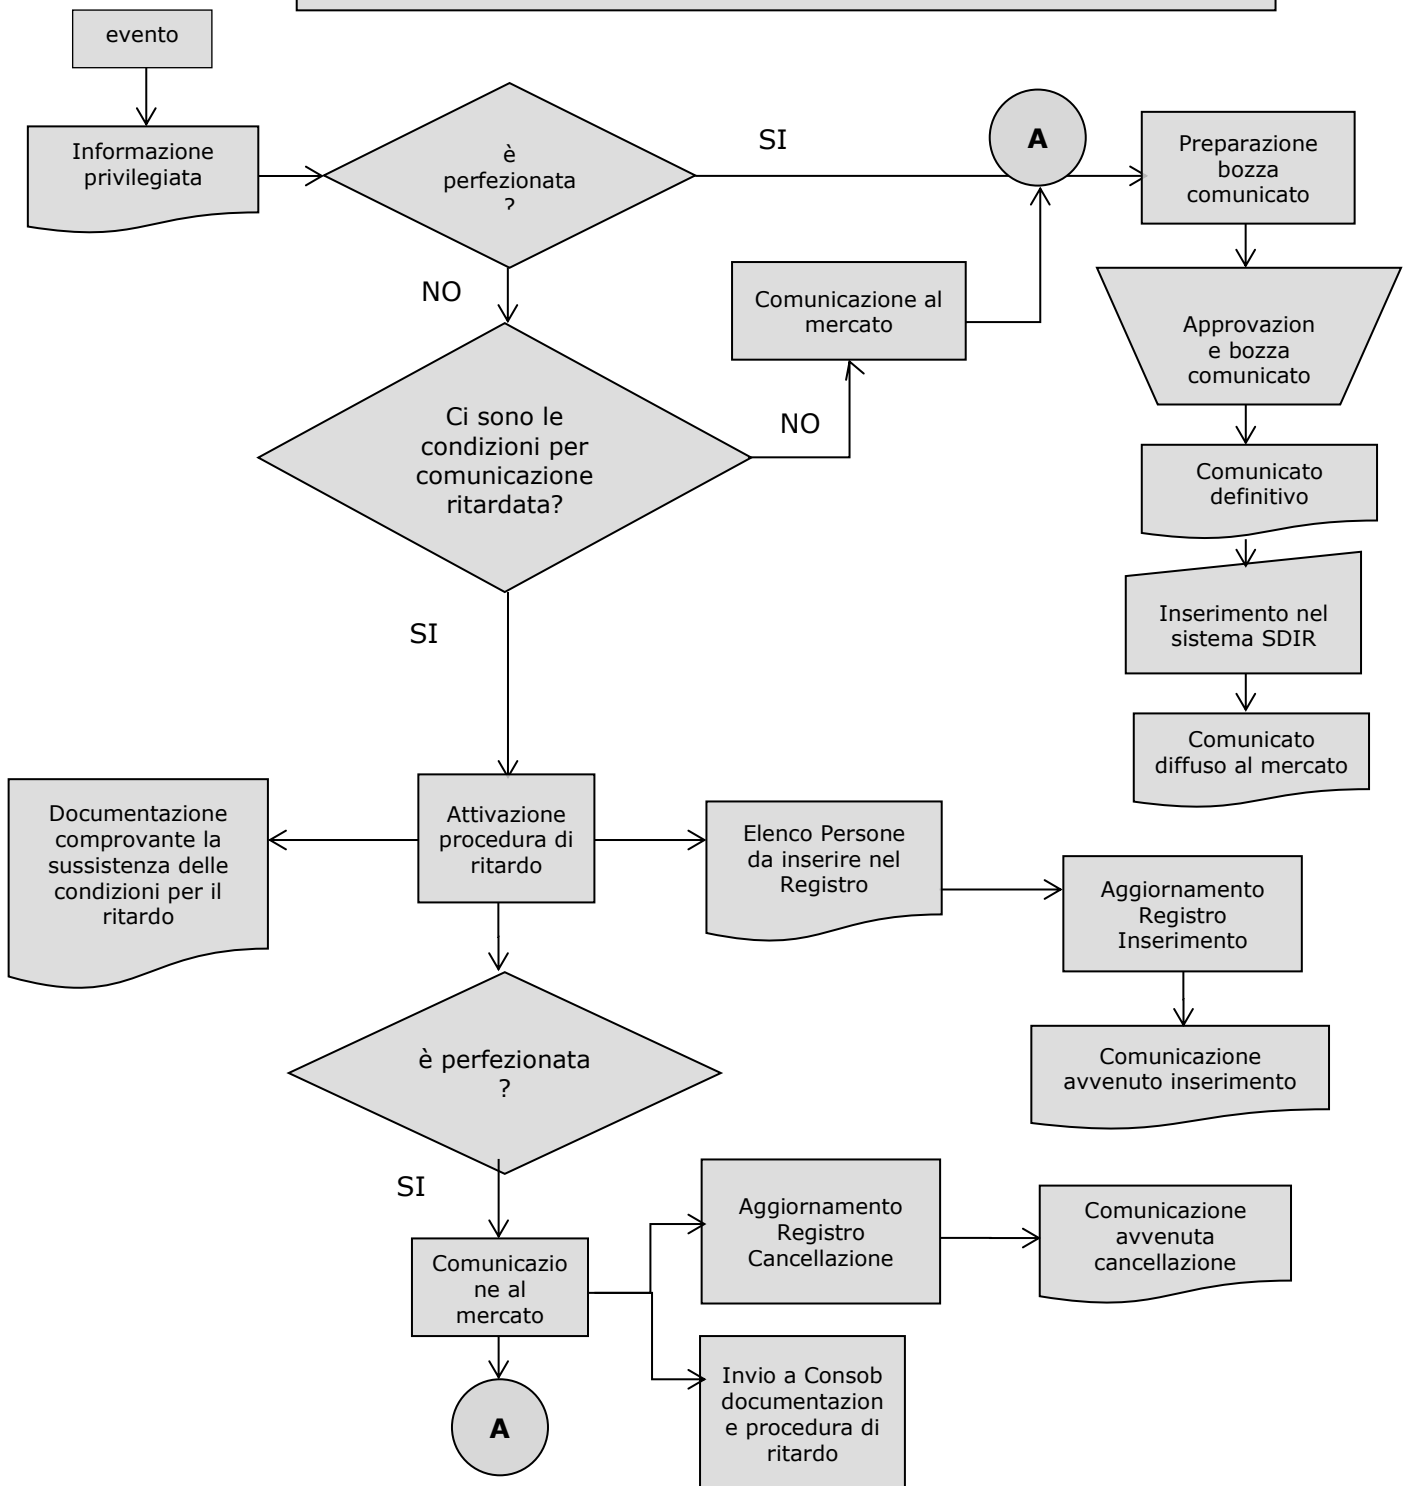 evento
Informazione
privilegiata
è
perfezionata
?
SI
A
Preparazione
bozza
comunicato
NO
Comunicazione al
mercato
Approvazion
e bozza
comunicato
Ci sono le
condizioni per
comunicazione
ritardata?
NO
Comunicato
definitivo
Inserimento nel
sistema SDIR
SI
Comunicato
diffuso al mercato
Documentazione
comprovante la
sussistenza delle
condizioni per il
ritardo
Attivazione
procedura di
ritardo
Elenco Persone
da inserire nel
Registro
Aggiornamento
Registro
Inserimento
è perfezionata
?
Comunicazione
avvenuto inserimento
SI
Aggiornamento
Registro
Cancellazione
Comunicazione
avvenuta
cancellazione
Comunicazio
ne al
mercato
Invio a Consob
documentazion
e procedura di
ritardo
A